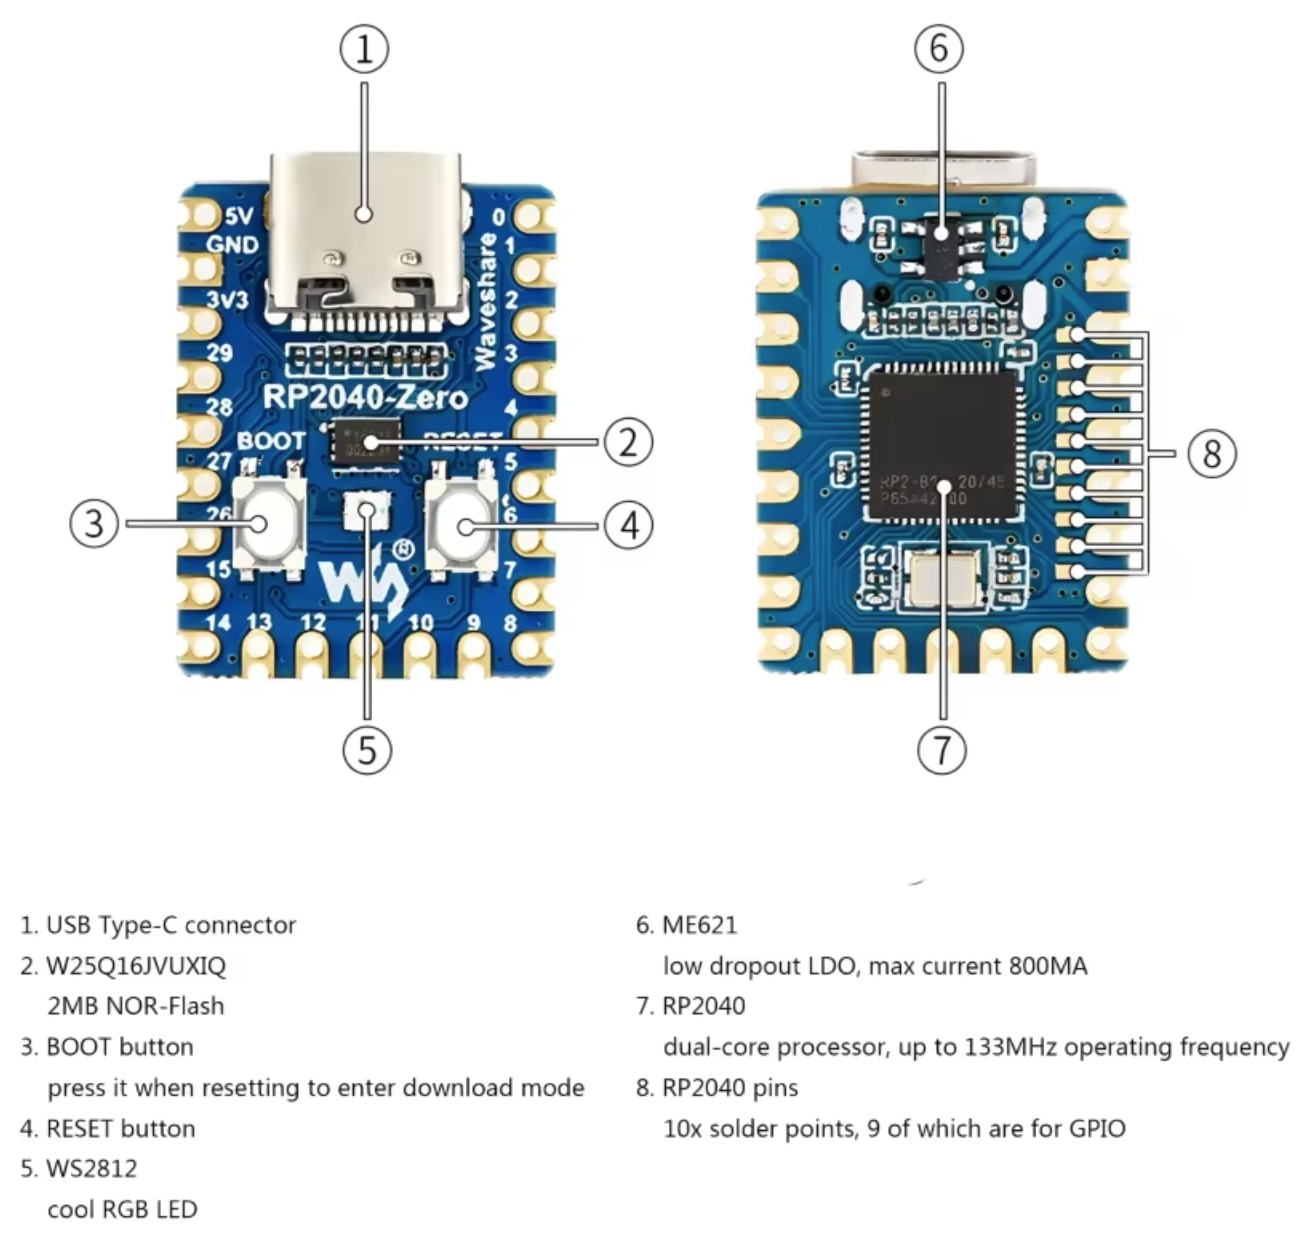 1
6
5V
GND
3V3
29
28
27
26
15
14
13
12
11
10
9
8
0
1
2
3
4
5
6
7
Waveshare
RP2040-Zero
BOOT
RESET
®
2
3
4
5
20/45
8
7
1. USB Type-C connector
2. W25Q16JVUXIQ
2MB NOR-Flash
3. BOOT button
press it when resetting to enter download mode
4. RESET button
5. WS2812
cool RGB LED
6. ME621
low dropout LDO, max current 800MA
7. RP2040
dual-core processor, up to 133MHz operating frequency
8. RP2040 pins
10x solder points, 9 of which are for GPIO